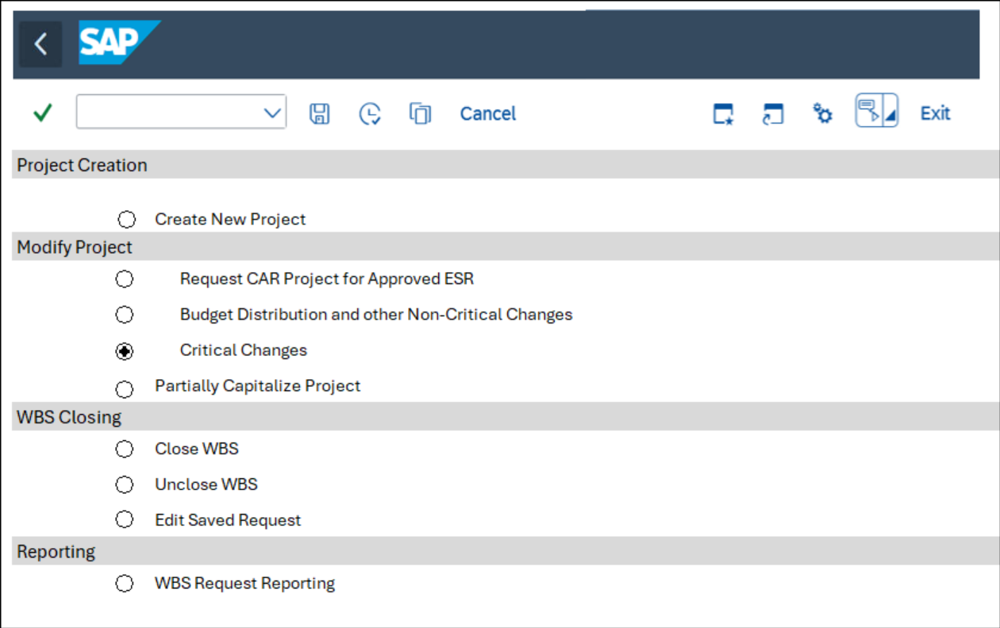 SAP
Cancel
Exit
Project Creation
Create New Project
Modify Project
Request CAR Project for Approved ESR
Budget Distribution and other Non-Critical Changes
Critical Changes
Partially Capitalize Project
WBS Closing
Close WBS
Unclose WBS
Edit Saved Request
Reporting
WBS Request Reporting